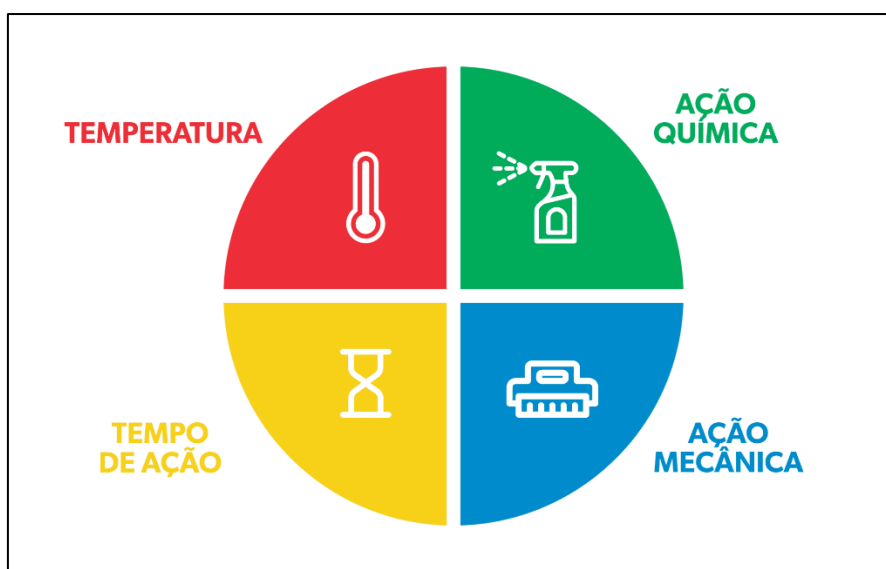 TEMPERATURA
AÇÃO
QUÍMICA
TEMPO
DE AÇÃO
AÇÃO
MECÂNICA